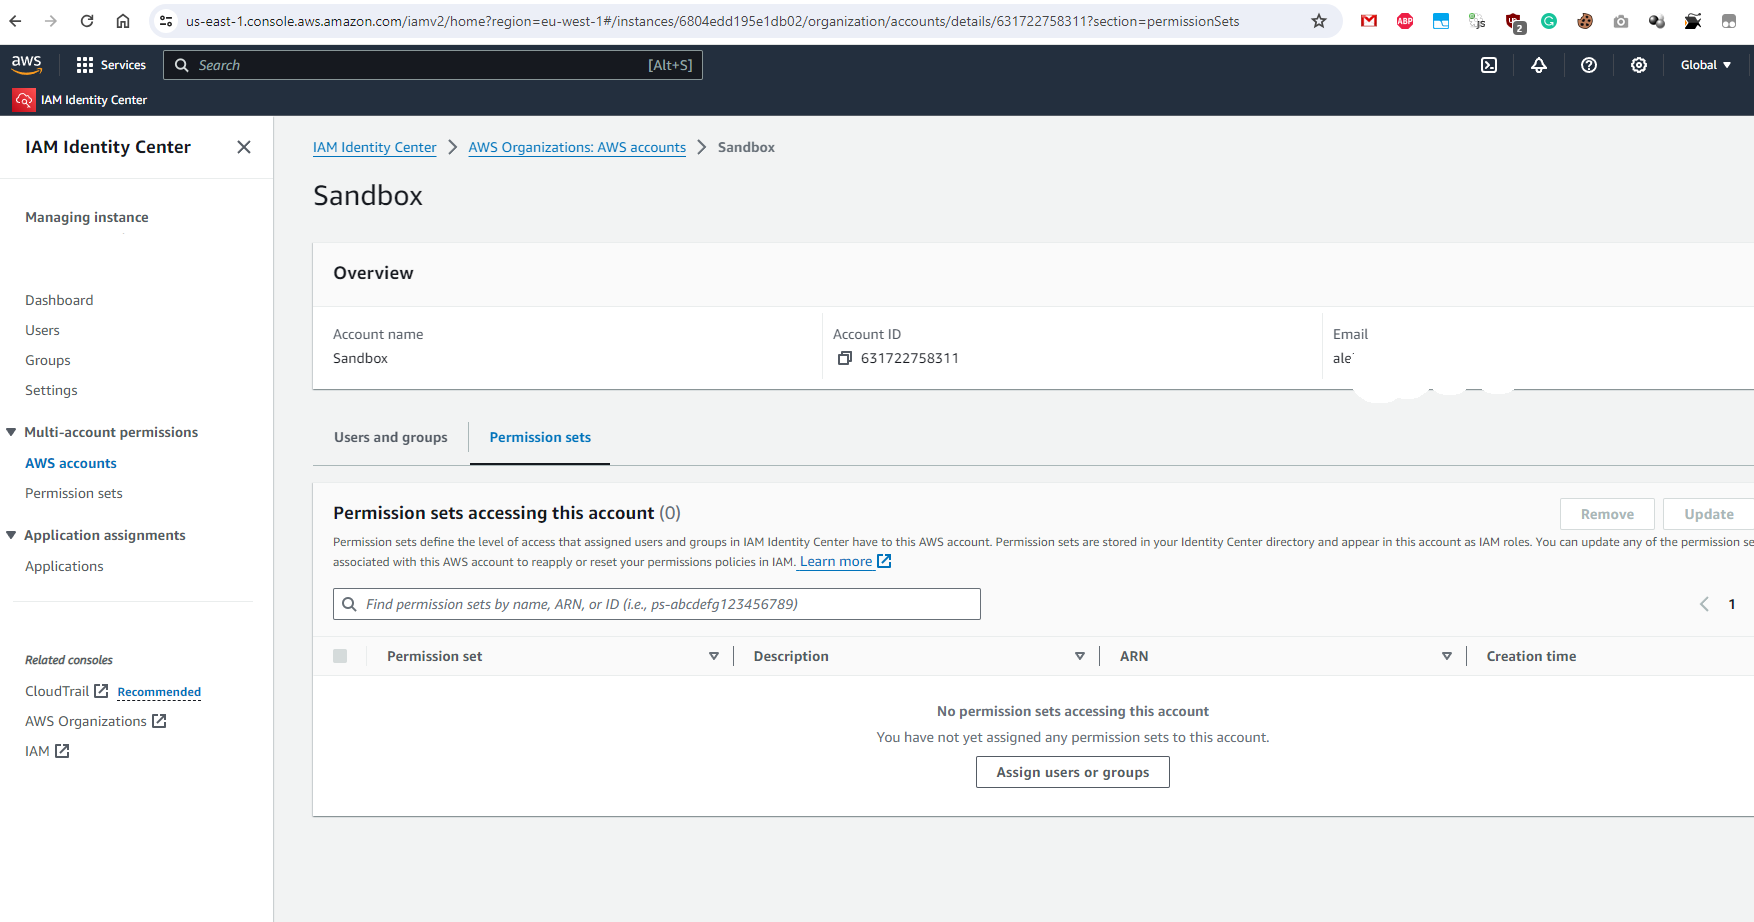 us-east-1.console.aws.amazon.com/iamv2/home?region=eu-west-1#/instances/6804edd195e1db02/organization/accounts/details/631722758311?section=permissionSets
ABP
js
2
aws
Services
Search
[Alt+S]
Global
IAM Identity Center
IAM Identity Center
Managing instance
Dashboard
Users
Groups
Settings
Multi-account permissions
AWS accounts
Permission sets
Application assignments
Applications
Related consoles
CloudTrail Recommended
AWS Organizations
IAM
IAM Identity Center > AWS Organizations: AWS accounts > Sandbox
Sandbox
Overview
Account name
Sandbox
Account ID
631722758311
Email
ale
Users and groups
Permission sets
Permission sets accessing this account (0)
Remove
Update
Permission sets define the level of access that assigned users and groups in IAM Identity Center have to this AWS account. Permission sets are stored in your Identity Center directory and appear in this account as IAM roles. You can update any of the permission se
associated with this AWS account to reapply or reset your permissions policies in IAM. Learn more
Find permission sets by name, ARN, or ID (i.e., ps-abcdefg123456789)
1
Permission set
Description
ARN
Creation time
No permission sets accessing this account
You have not yet assigned any permission sets to this account.
Assign users or groups